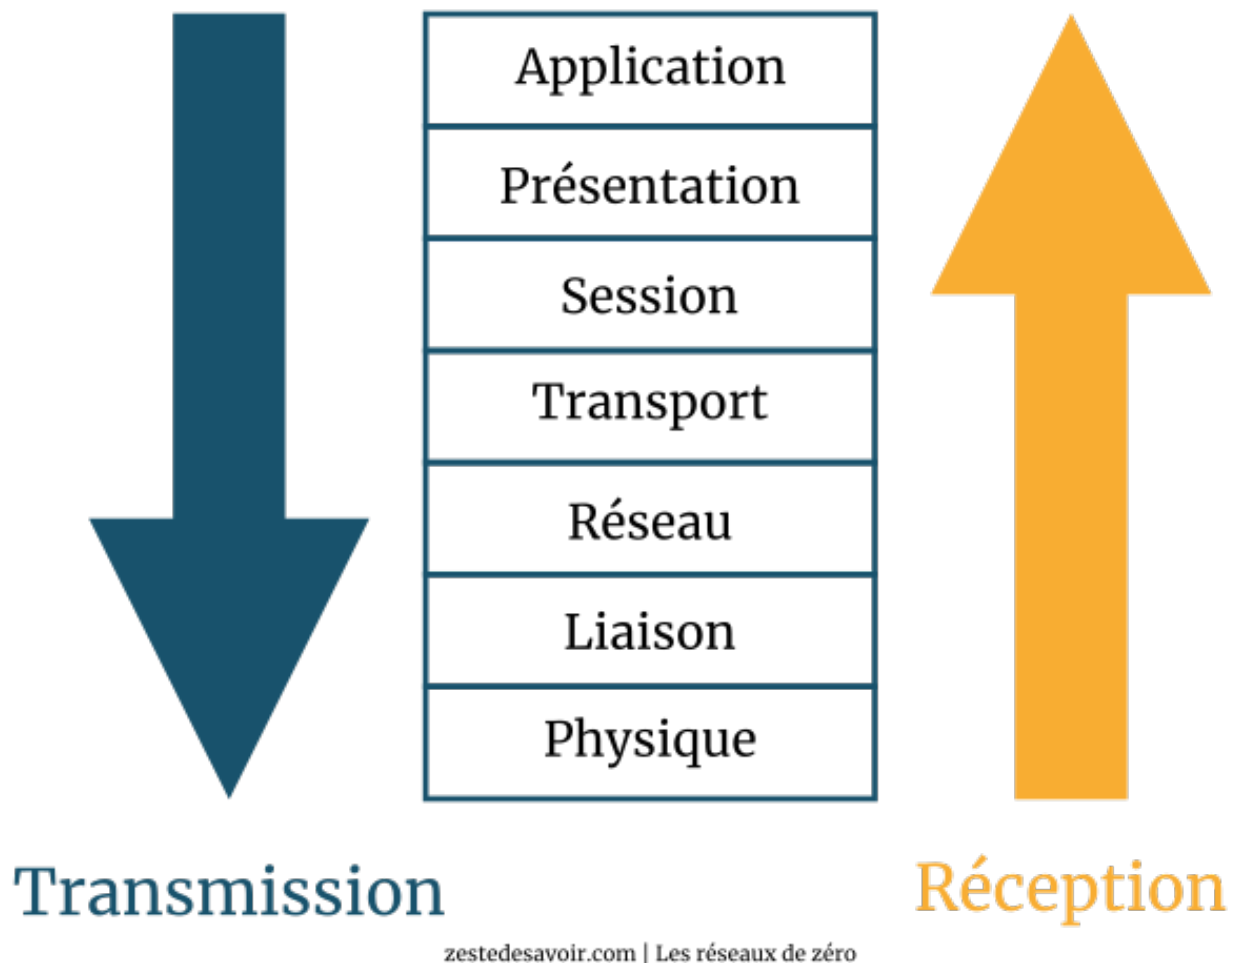 Application
Présentation
Session
Transport
Réseau
Liaison
Physique
Transmission
Réception
zestedesavoir.com | Les réseaux de zéro